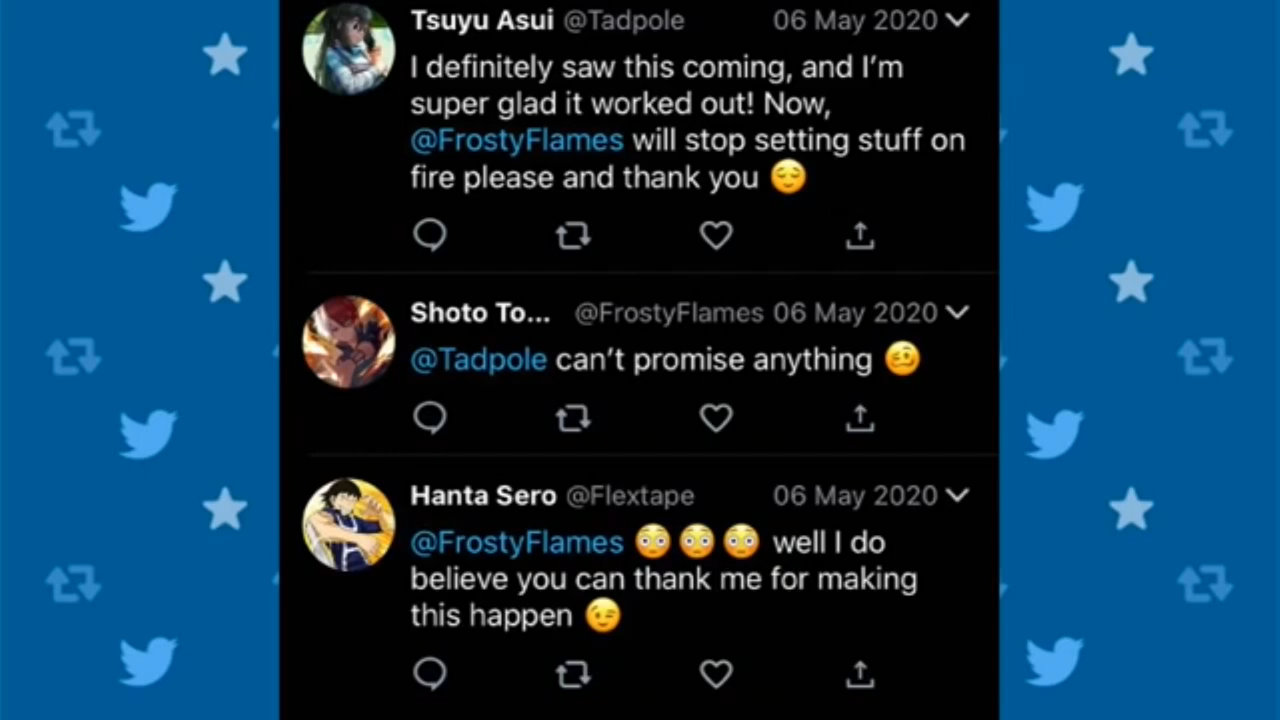 Tsuyu Asui @Tadpole 06 May 2020
I definitely saw this coming, and I’m
super glad it worked out! Now,
@FrostyFlames will stop setting stuff on
fire please and thank you 😌
Shoto To... @FrostyFlames 06 May 2020
@Tadpole can’t promise anything 🥴
Hanta Sero @Flextape 06 May 2020
@FrostyFlames 😳 😳 😳 well I do
believe you can thank me for making
this happen 😉